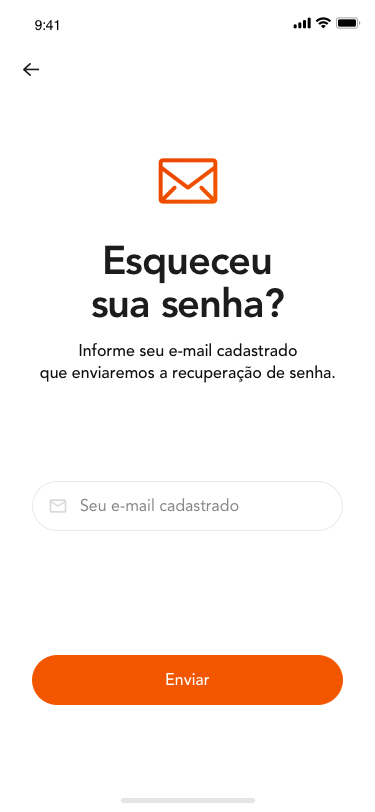 9:41
Esqueceu
sua senha?
Informe seu e-mail cadastrado
que enviaremos a recuperação de senha.
Seu e-mail cadastrado
Enviar